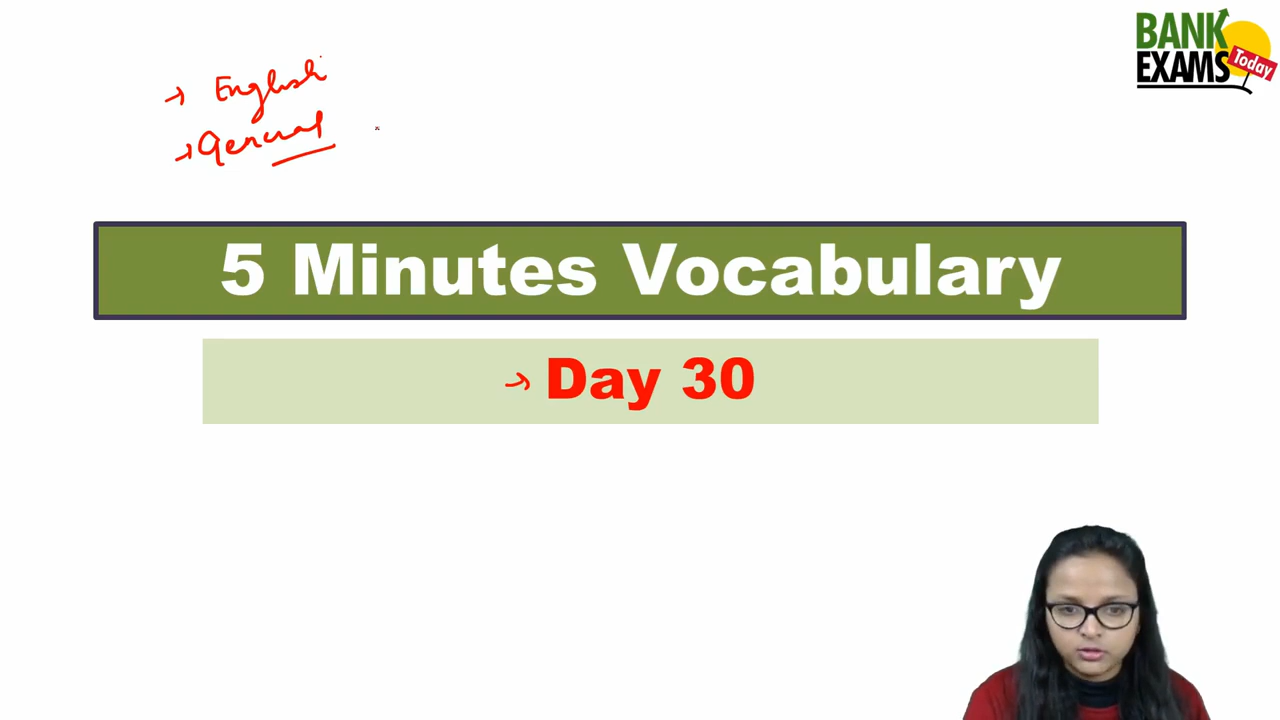 BANK
EXAMS
Today
→ English
→ General
5 Minutes Vocabulary
→ Day 30